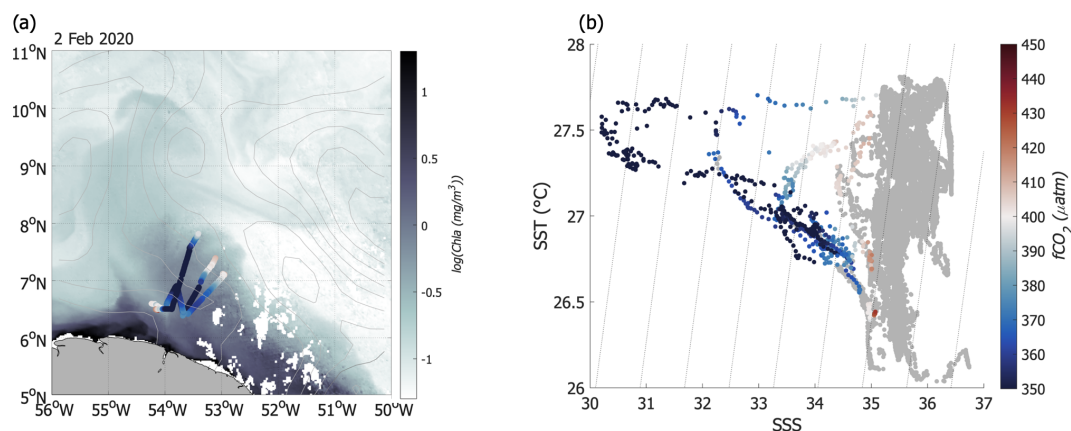 (a)
2 Feb 2020
11°N
10°N
9°N
8°N
7°N
6°N
5°N
56°W 55°W 54°W 53°W 52°W 51°W 50°W
1
0.5
0
-0.5
-1
log(Chla (mg/m³))
(b)
28
27.5
27
26.5
26
SST (°C)
30 31 32 33 34 35 36 37
SSS
450
440
430
420
410
400
390
380
370
360
350
fCO₂ (μatm)